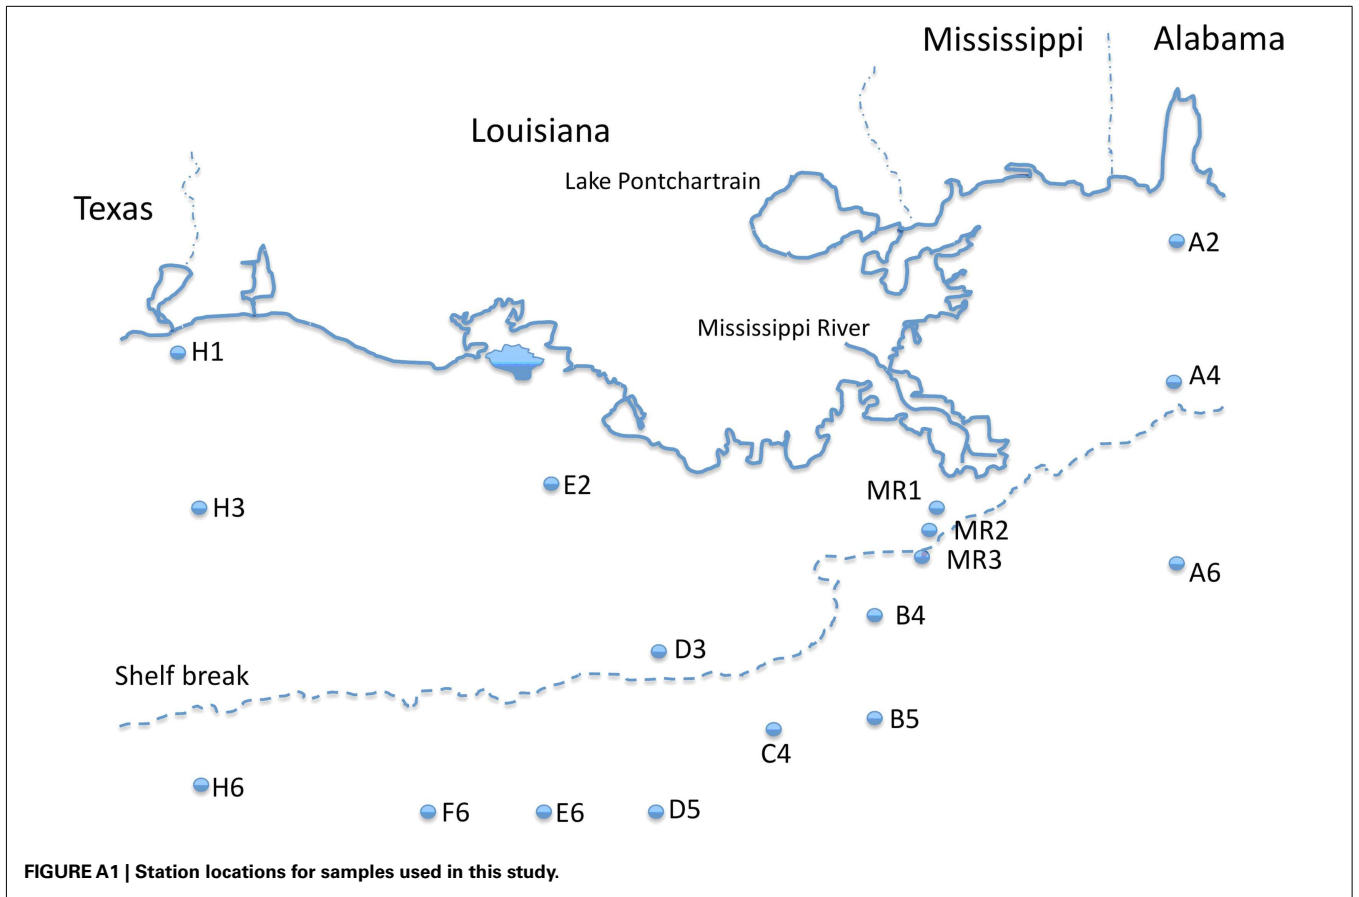 Mississippi
Alabama
Louisiana
Lake Pontchartrain
Texas
A2
Mississippi River
H1
A4
E2
MR1
H3
MR2
MR3
A6
B4
D3
Shelf break
B5
C4
H6
F6
E6
D5
FIGURE A1 | Station locations for samples used in this study.